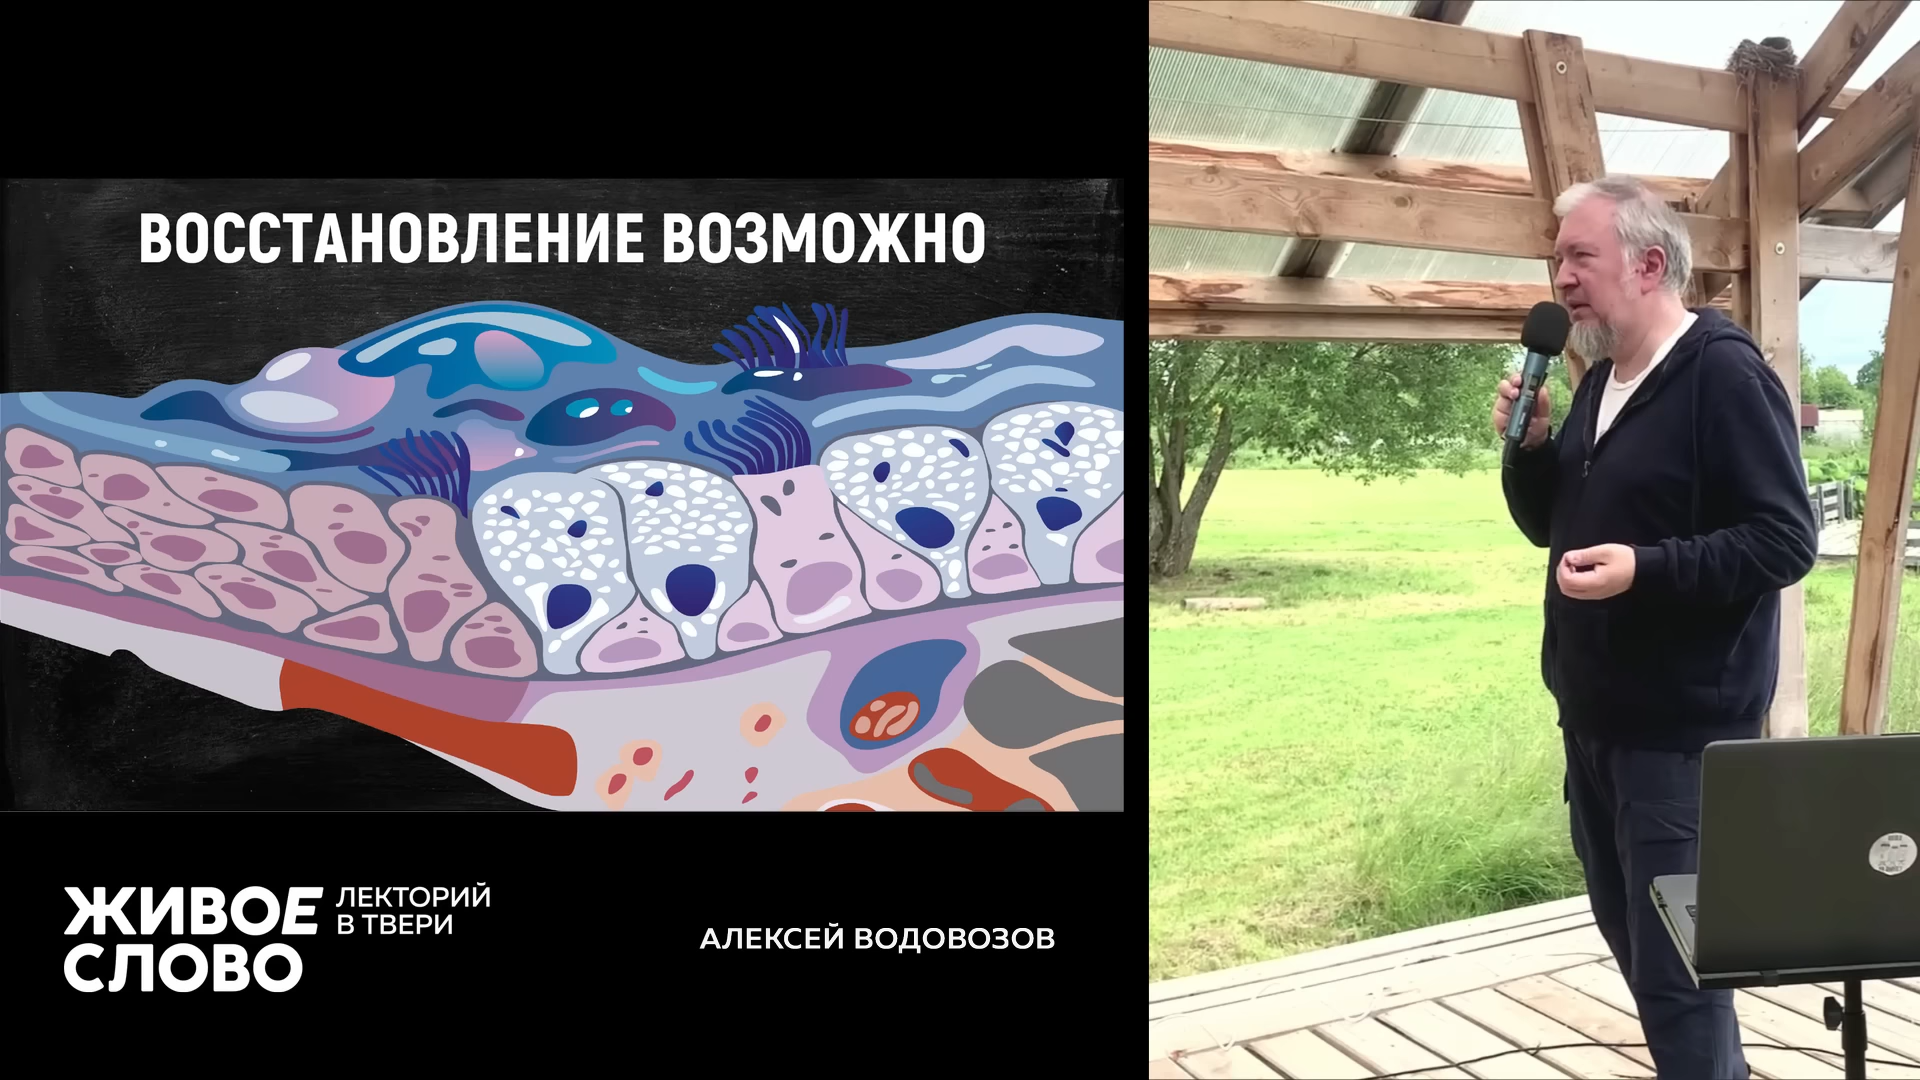 ВОССТАНОВЛЕНИЕ ВОЗМОЖНО
ЖИВОЕ
СЛОВО
ЛЕКТОРИЙ
В ТВЕРИ
АЛЕКСЕЙ ВОДОВОЗОВ